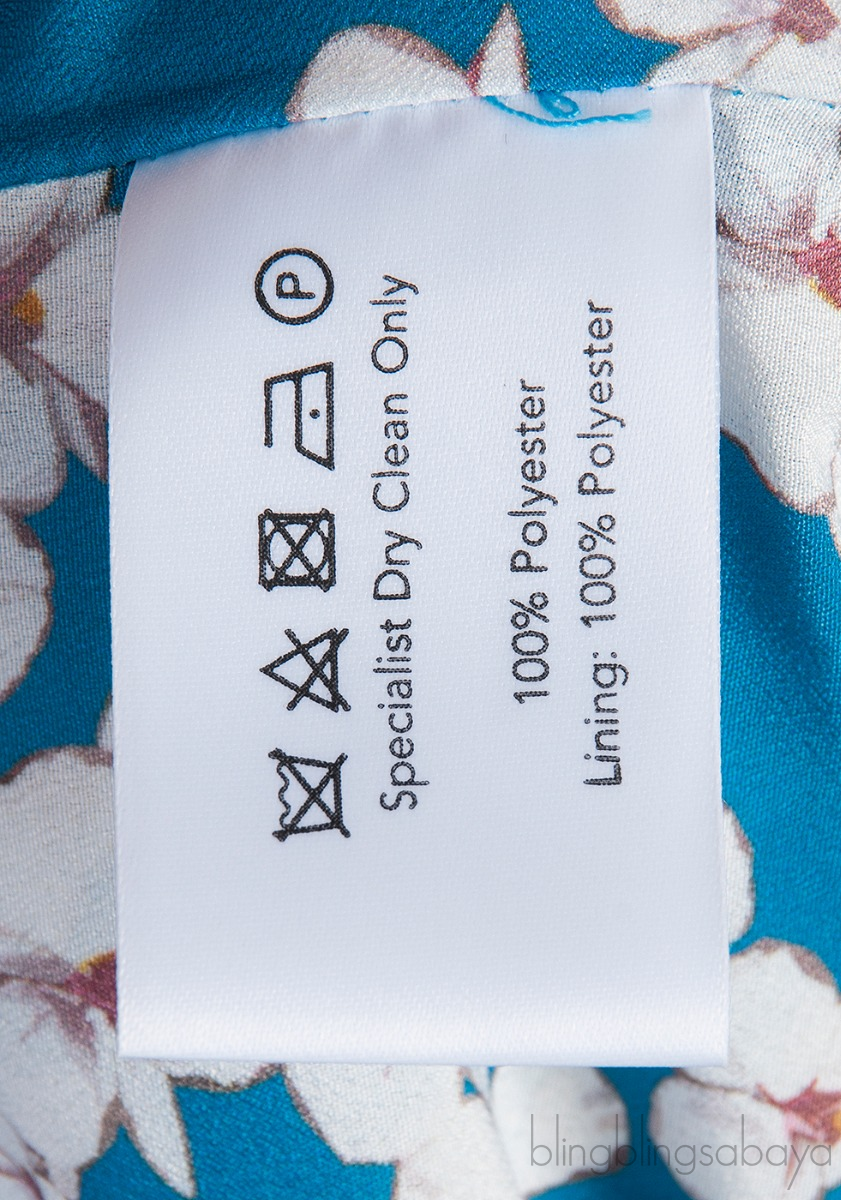 P
Specialist Dry Clean Only
100% Polyester
Lining: 100% Polyester
blingblingsabaya